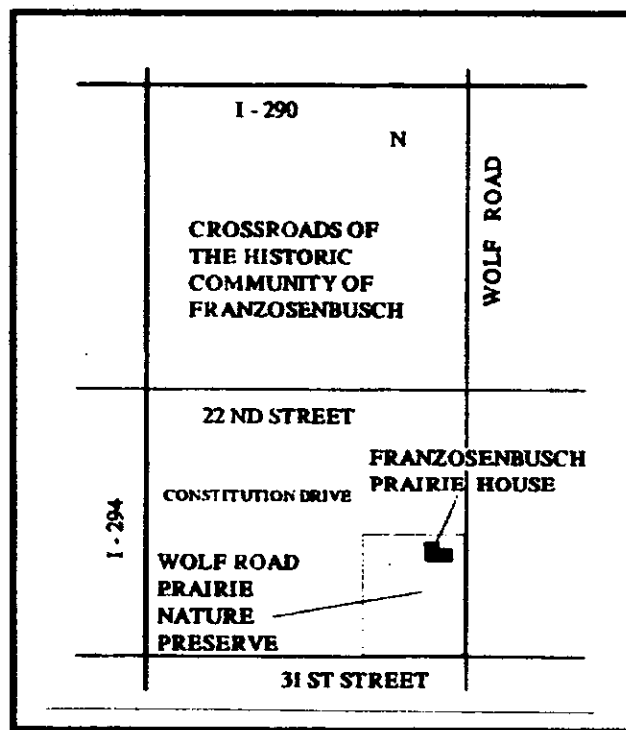 I - 290
N
CROSSROADS OF
THE HISTORIC
COMMUNITY OF
FRANZOSENBUSCH
WOLF ROAD
22 ND STREET
FRANZOSENBUSCH
PRAIRIE HOUSE
CONSTITUTION DRIVE
I - 294
WOLF ROAD
PRAIRIE
NATURE
PRESERVE
31 ST STREET